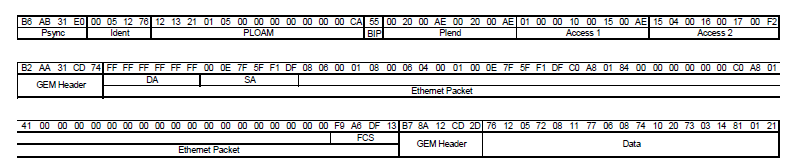 B6 AB 31 E0 00 05 12 76 12 13 21 01 05 00 00 00 00 00 00 CA 55 00 20 00 AE 00 20 00 AE 01 00 00 10 00 15 00 AE 15 04 00 16 00 17 00 F2
Psync Ident PLOAM BIP Plend Access 1 Access 2
B2 AA 31 CD 74 FF FF FF FF FF FF 00 0E 7F 5F F1 DF 08 06 00 01 08 00 06 04 00 01 00 0E 7F 5F F1 DF C0 A8 01 84 00 00 00 00 00 00 C0 A8 01
GEM Header DA SA
Ethernet Packet
41 00 00 00 00 00 00 00 00 00 00 00 00 00 00 00 00 00 00 F9 A6 DF 13 B7 8A 12 CD 2D 76 12 05 72 08 11 77 06 08 74 10 20 73 03 14 81 01 21
FCS
Ethernet Packet GEM Header Data